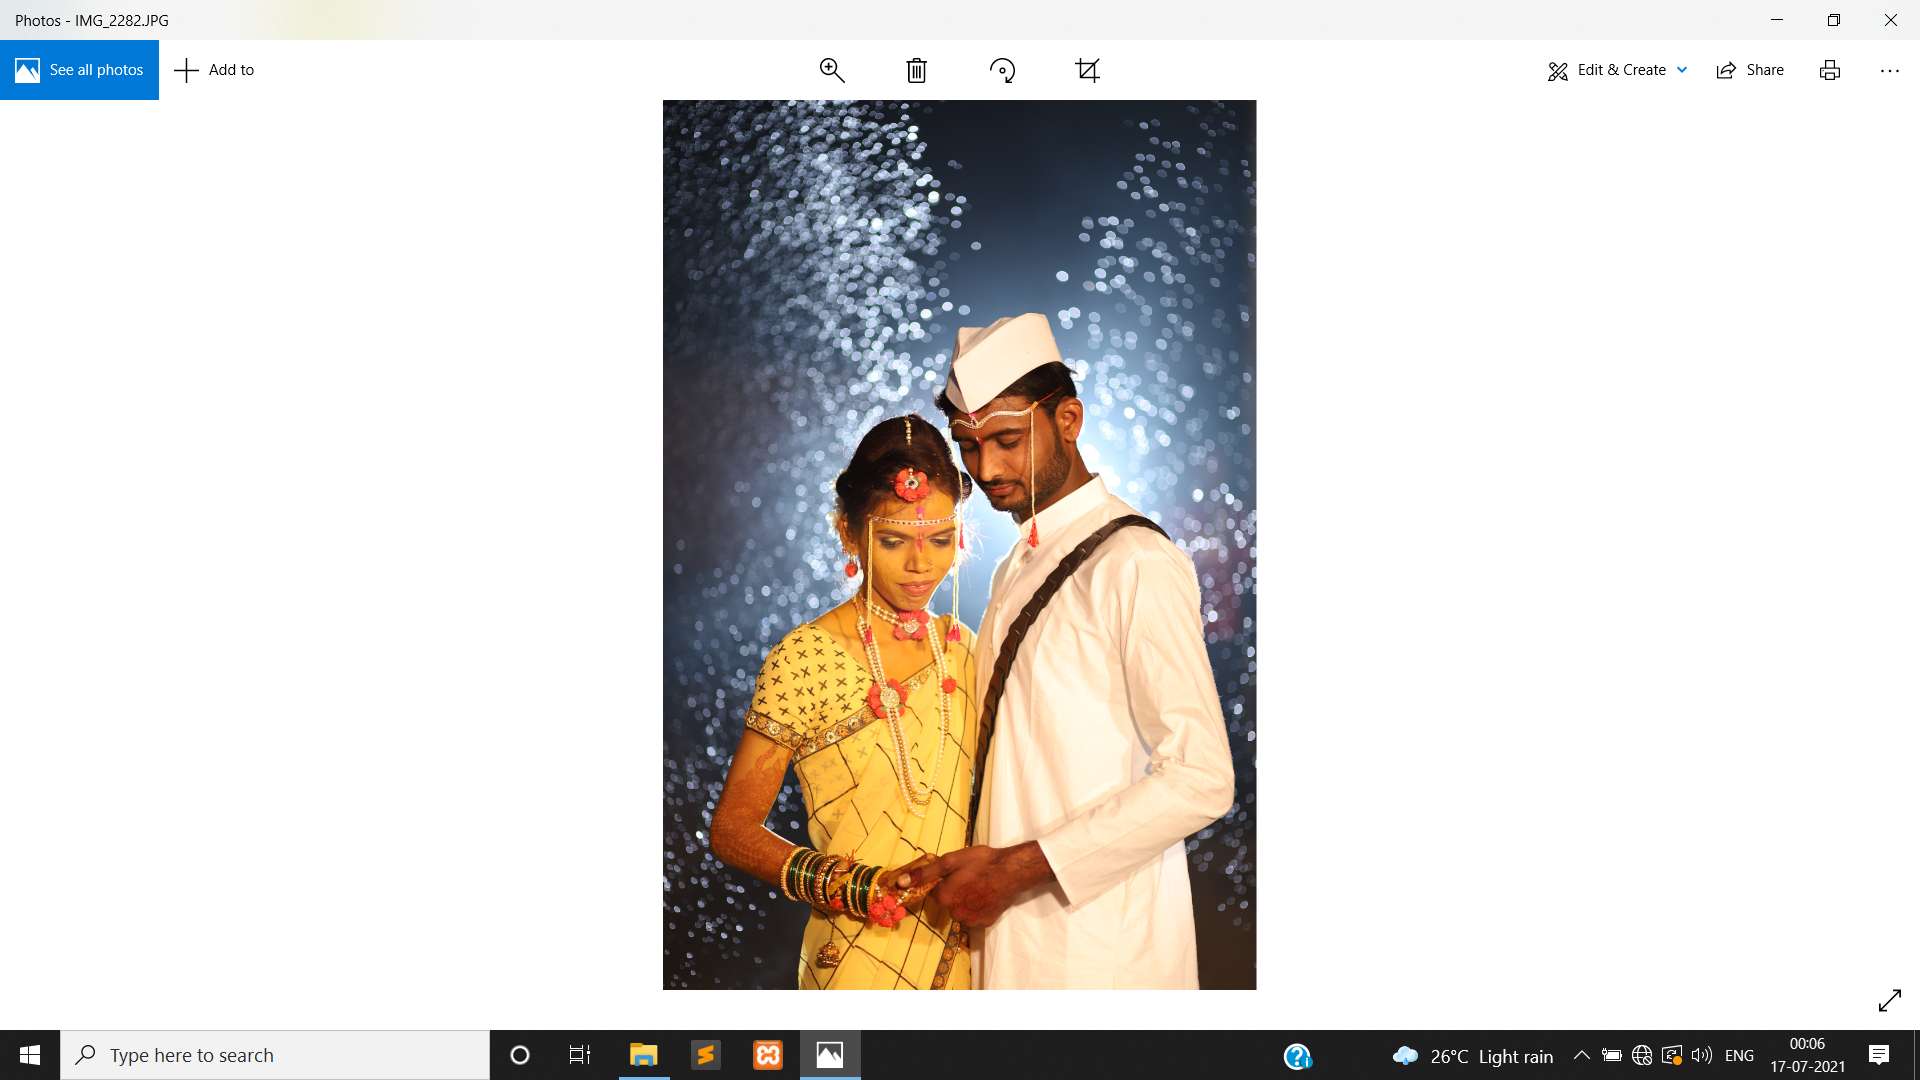 Photos - IMG_2282.JPG
See all photos
Add to
Edit & Create
Share
Type here to search
26°C Light rain
ENG
00:06
17-07-2021